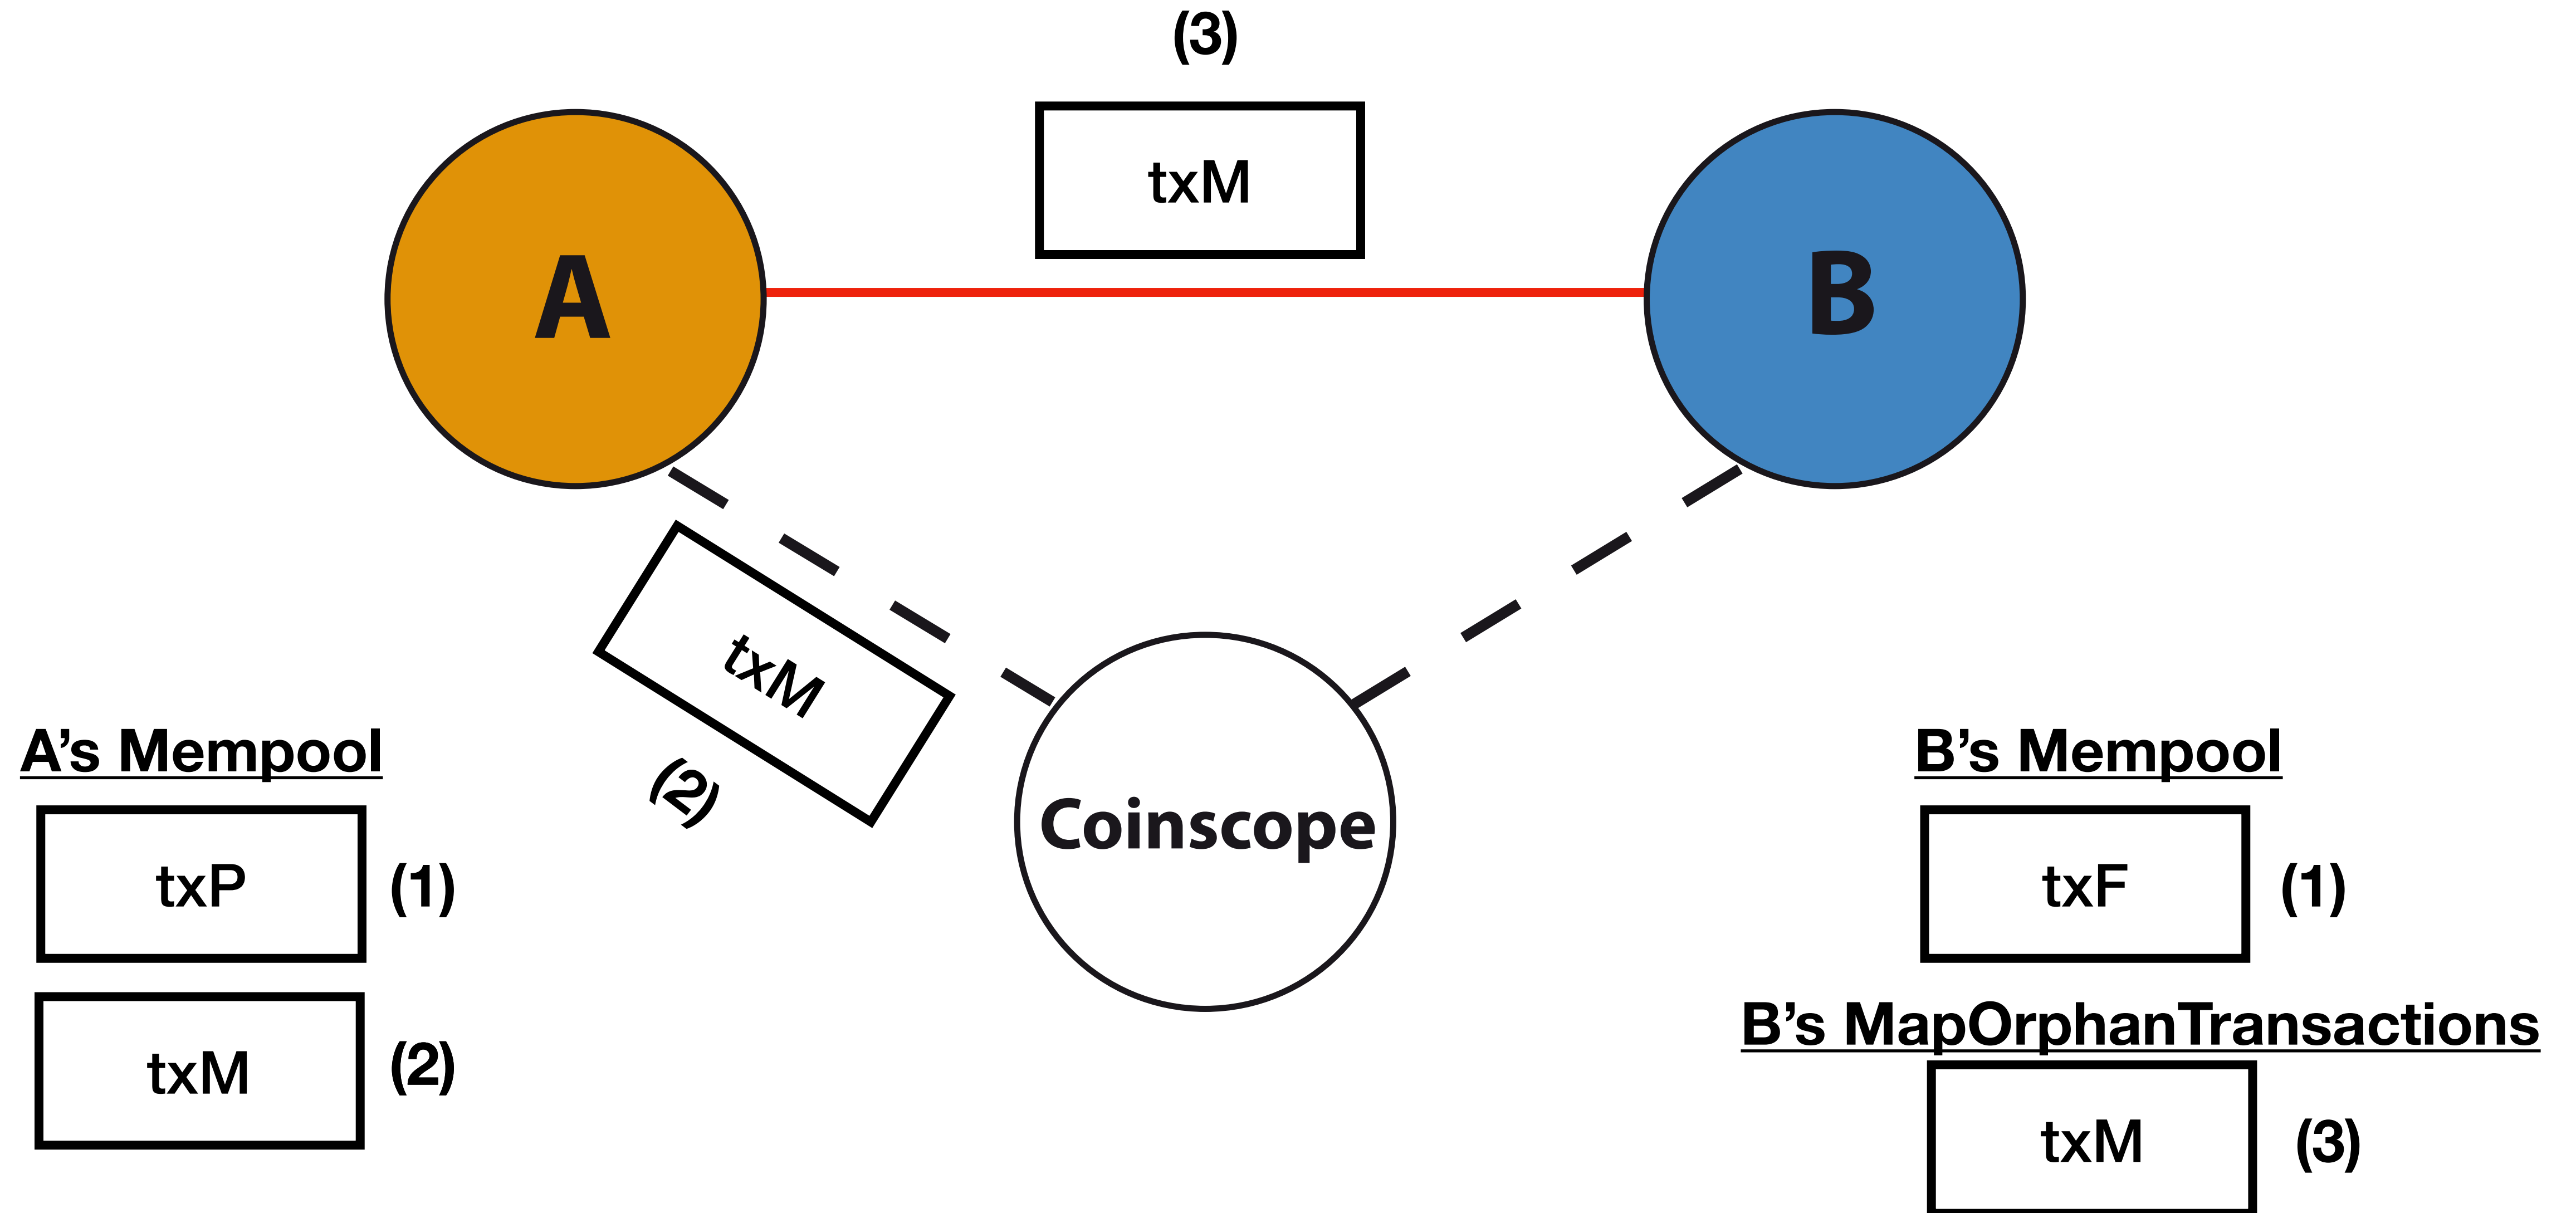 (3)
txM
A
B
txM
(2)
Coinscope
A’s Mempool
txP (1)
txM (2)
B’s Mempool
txF (1)
B’s MapOrphanTransactions
txM (3)